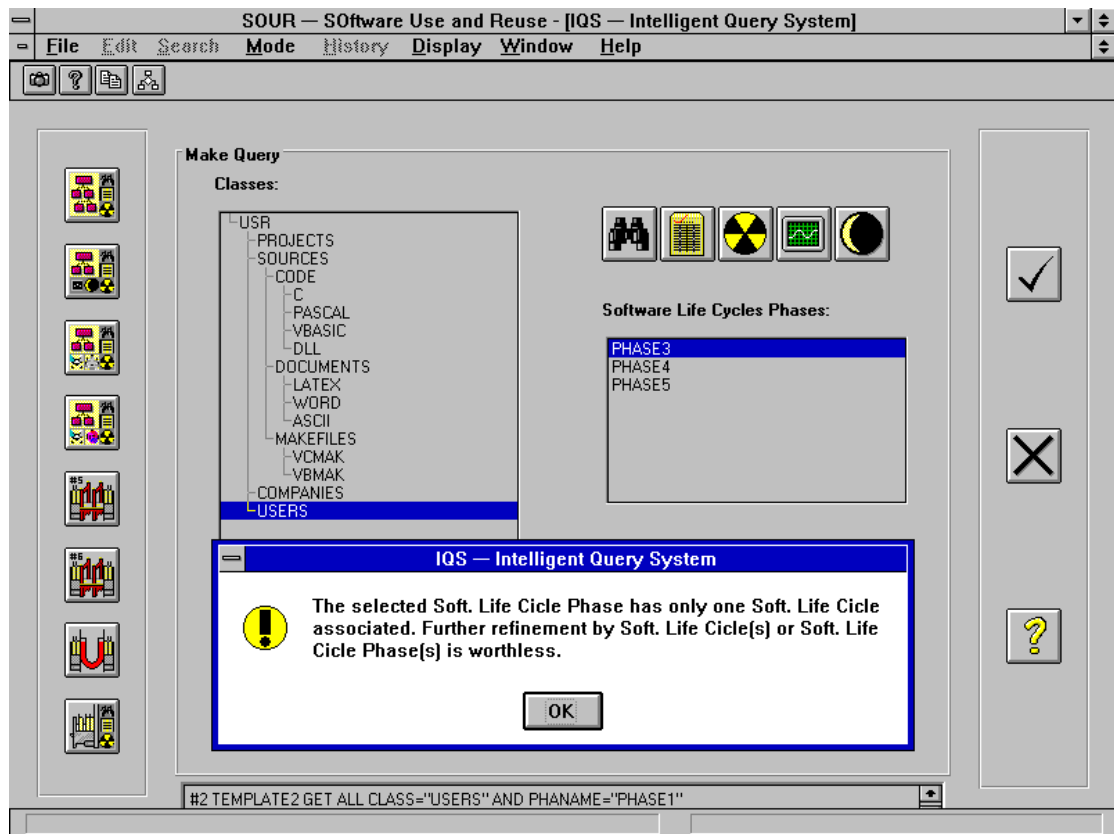 SOUR — SOftware Use and Reuse - [IQS — Intelligent Query System]
File Edit Search Mode History Display Window Help
Make Query
Classes:
USR
PROJECTS
SOURCES
CODE
C
PASCAL
VBASIC
DLL
DOCUMENTS
LATEX
WORD
ASCII
MAKEFILES
VCMAK
VBMAK
COMPANIES
USERS
Software Life Cycles Phases:
PHASE3
PHASE4
PHASE5
#5
#6
IQS — Intelligent Query System
The selected Soft. Life Cicle Phase has only one Soft. Life Cicle
associated. Further refinement by Soft. Life Cicle(s) or Soft. Life
Cicle Phase(s) is worthless.
OK
#2 TEMPLATE2 GET ALL CLASS="USERS" AND PHANAME="PHASE1"